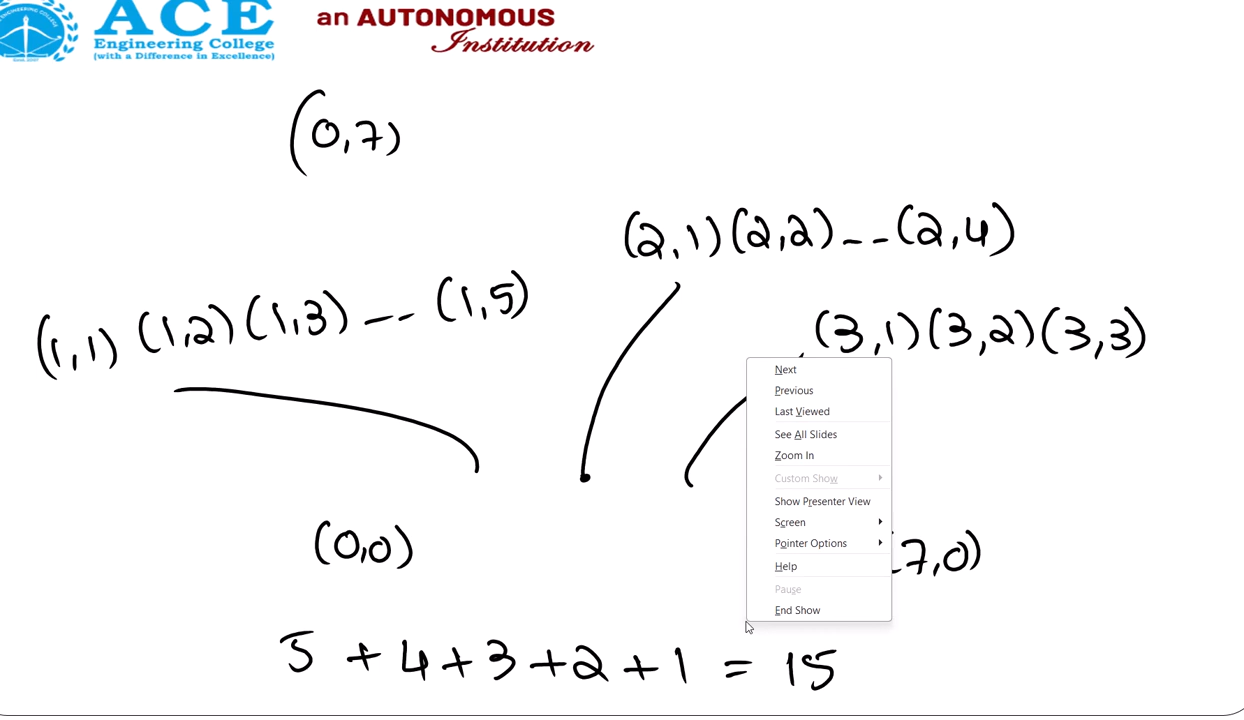 ACE
Engineering College
(with a Difference in Excellence)
an AUTONOMOUS
Institution
(0,7)
(2,1)(2,2)--(2,4)
(1,1) (1,2)(1,3) -- (1,5)
(3,1)(3,2)(3,3)
Next
Previous
Last Viewed
See All Slides
Zoom In
Custom Show
Show Presenter View
Screen
Pointer Options
Help
Pause
End Show
(0,0)
(7,0)
5 + 4 + 3 + 2 + 1 = 15